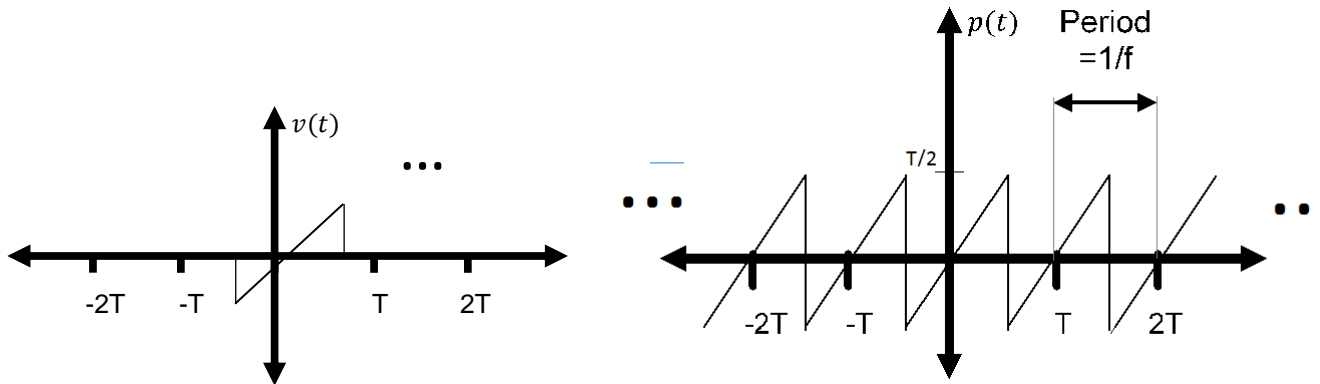 v(t)
...
-2T -T T 2T
p(t)
Period
=1/f
T/2
...
..
-2T -T T 2T